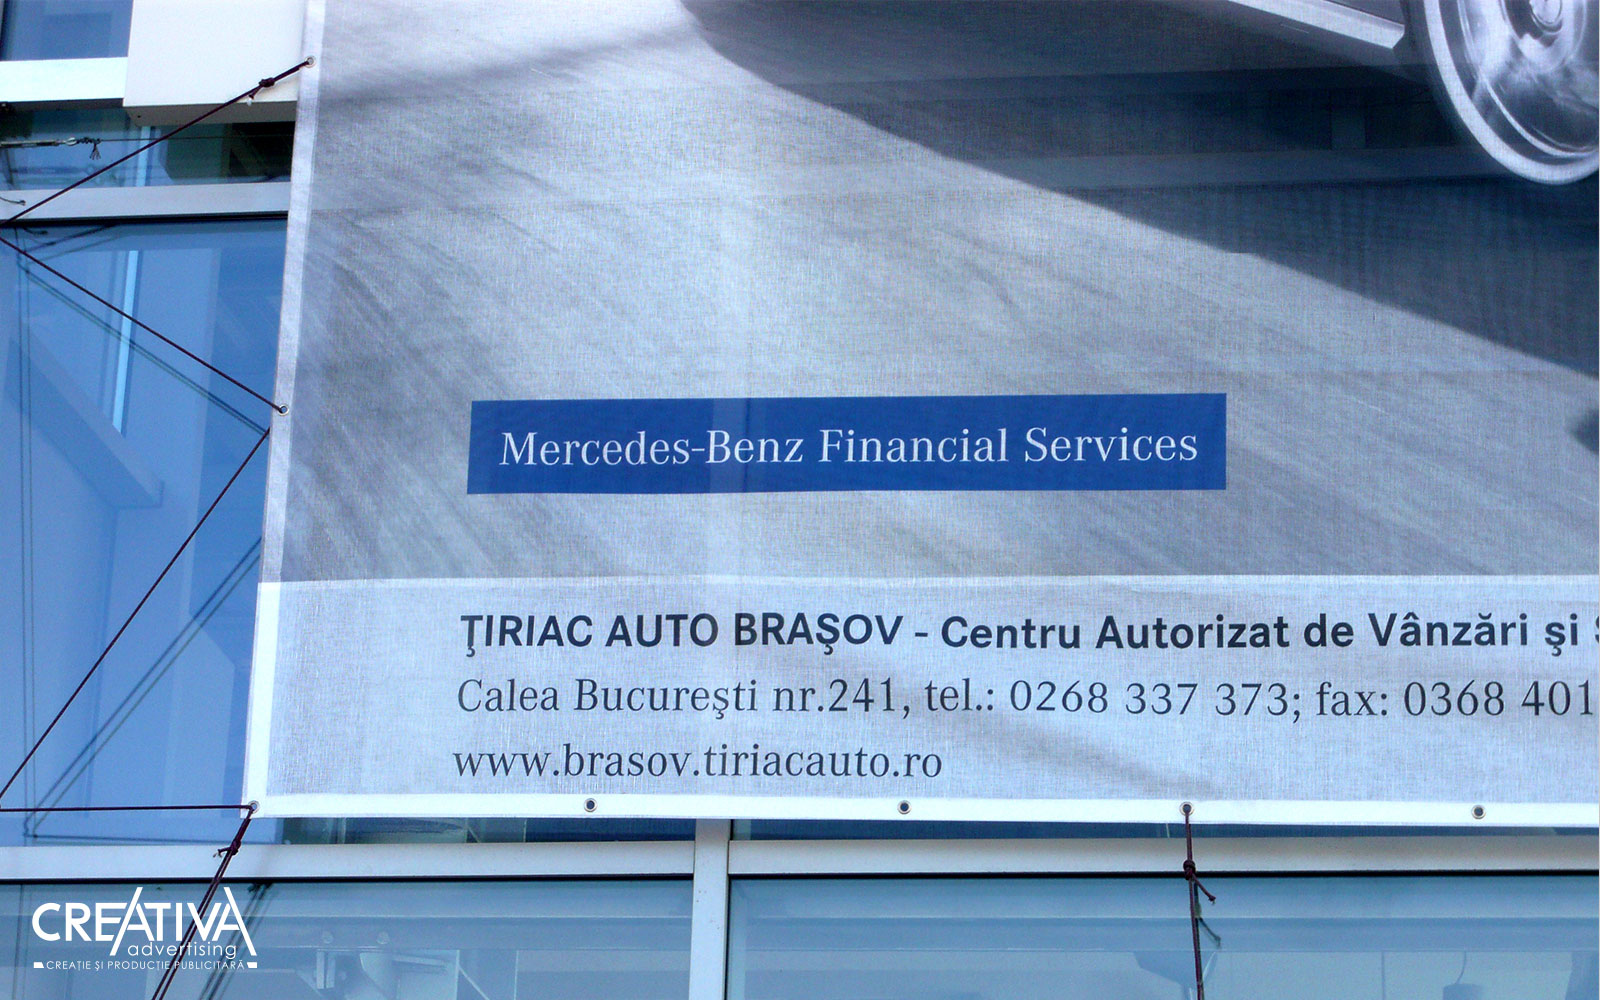 Mercedes-Benz Financial Services
ŢIRIAC AUTO BRAŞOV - Centru Autorizat de Vânzări şi
Calea Bucureşti nr.241, tel.: 0268 337 373; fax: 0368 401
www.brasov.tiriacauto.ro
CREATIVA
advertising
CREAȚIE ȘI PRODUCȚIE PUBLICITARĂ